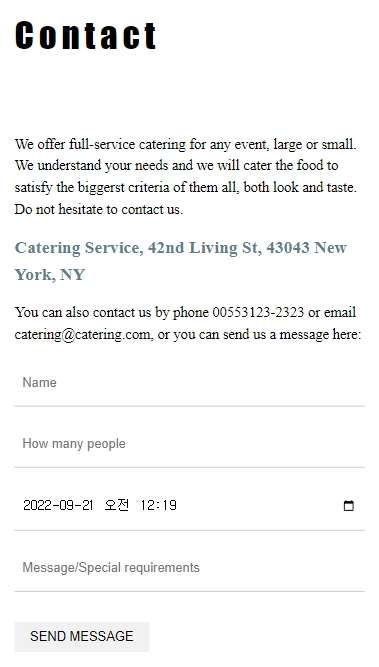 Contact
We offer full-service catering for any event, large or small.
We understand your needs and we will cater the food to
satisfy the biggerst criteria of them all, both look and taste.
Do not hesitate to contact us.
Catering Service, 42nd Living St, 43043 New
York, NY
You can also contact us by phone 00553123-2323 or email
catering@catering.com, or you can send us a message here:
Name
How many people
2022-09-21 오전 12:19
Message/Special requirements
SEND MESSAGE